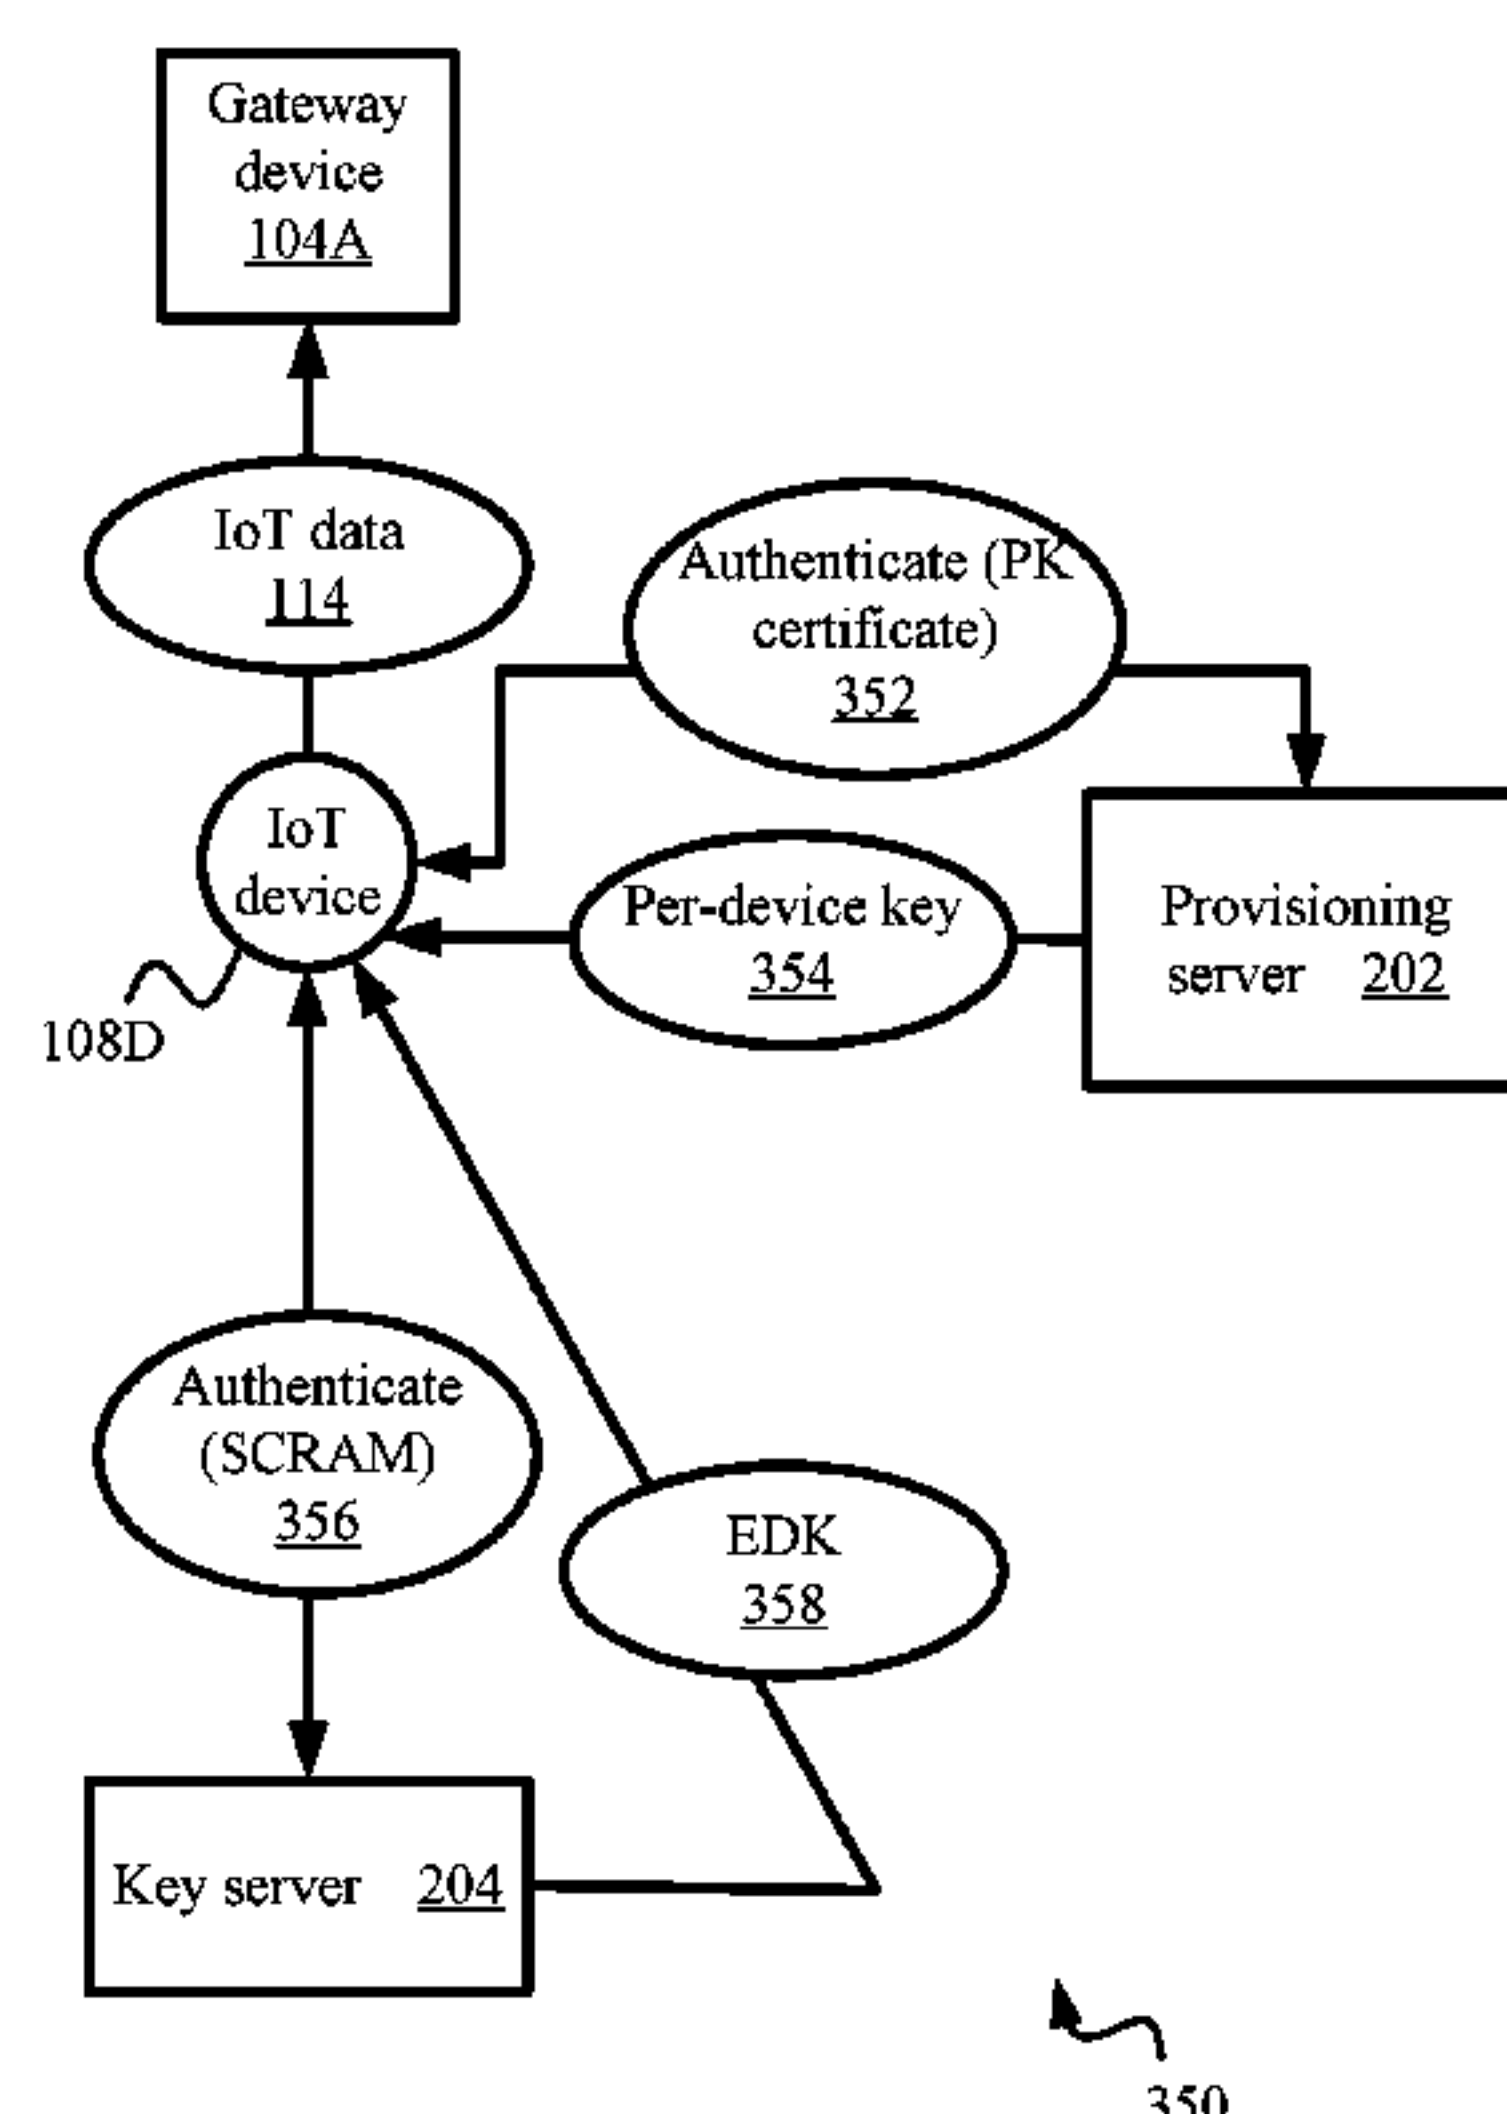 Gateway
device
104A
IoT data
114
Authenticate (PK
certificate)
352
IoT
device
Per-device key
354
Provisioning
server 202
108D
Authenticate
(SCRAM)
356
EDK
358
Key server 204
350